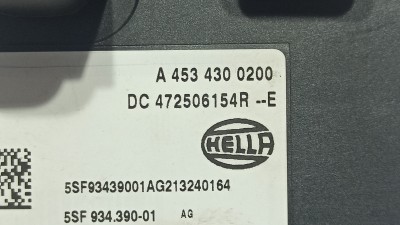 A 453 430 0200
DC 472506154R --E
HELLA
5SF93439001AG213240164
5SF 934.390-01 AG